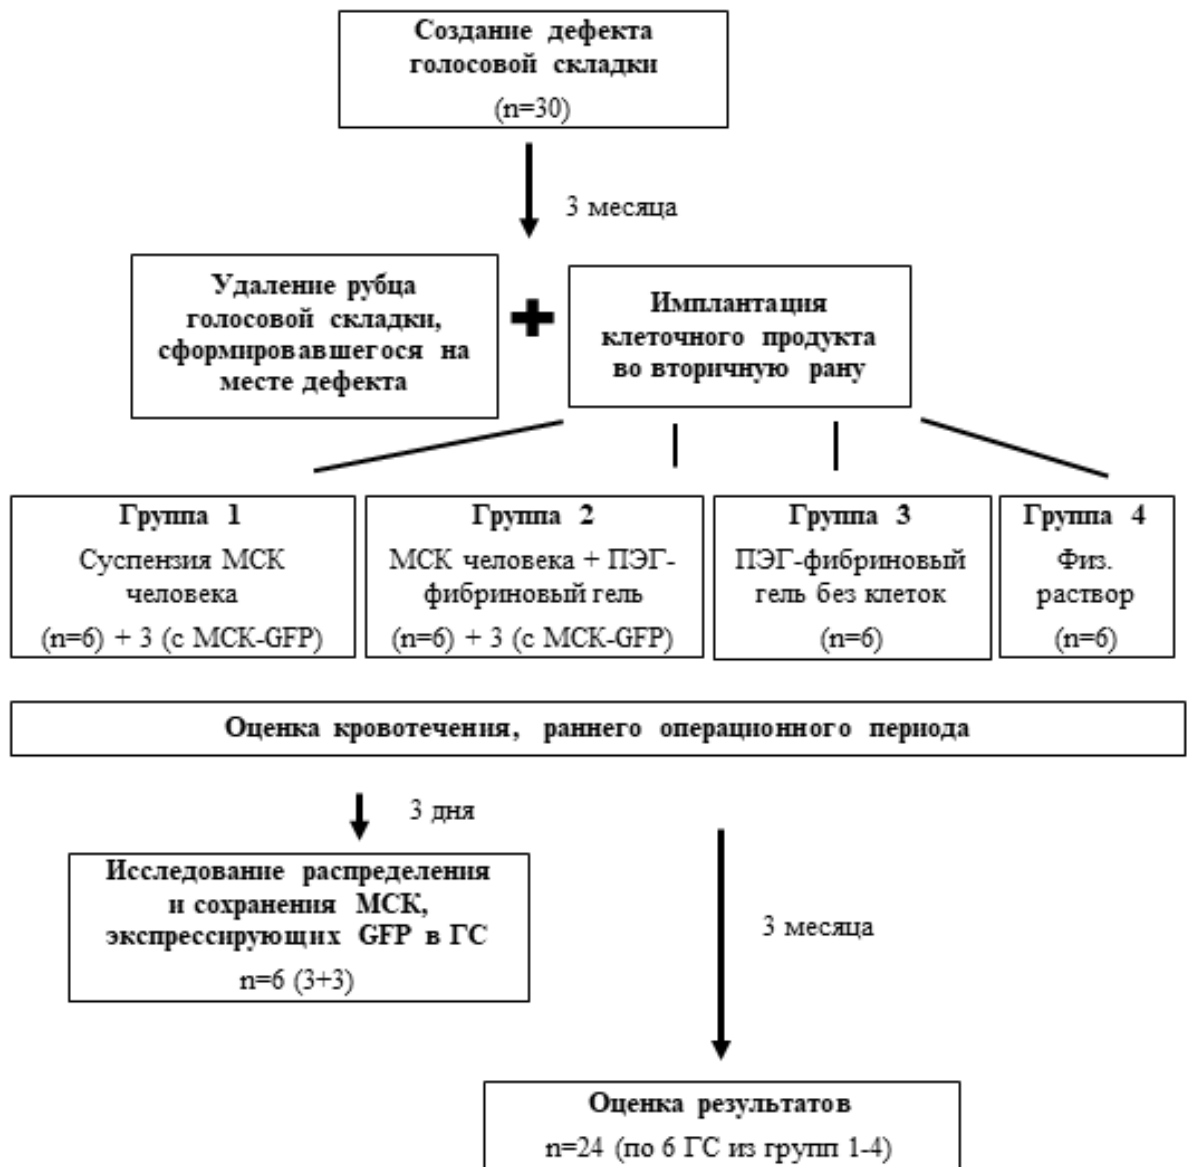 Создание дефекта
голосовой складки
(n=30)
3 месяца
Удаление рубца
голосовой складки,
сформировавшегося на
месте дефекта
Имплантация
клеточного продукта
во вторичную рану
Группа 1
Суспензия МСК
человека
(n=6) + 3 (с МСК-GFP)
Группа 2
МСК человека + ПЭГ-
фибриновый гель
(n=6) + 3 (с МСК-GFP)
Группа 3
ПЭГ-фибриновый
гель без клеток
(n=6)
Группа 4
Физ.
раствор
(n=6)
Оценка кровотечения, раннего операционного периода
3 дня
Исследование распределения
и сохранения МСК,
экспрессирующих GFP в ГС
n=6 (3+3)
3 месяца
Оценка результатов
n=24 (по 6 ГС из групп 1-4)